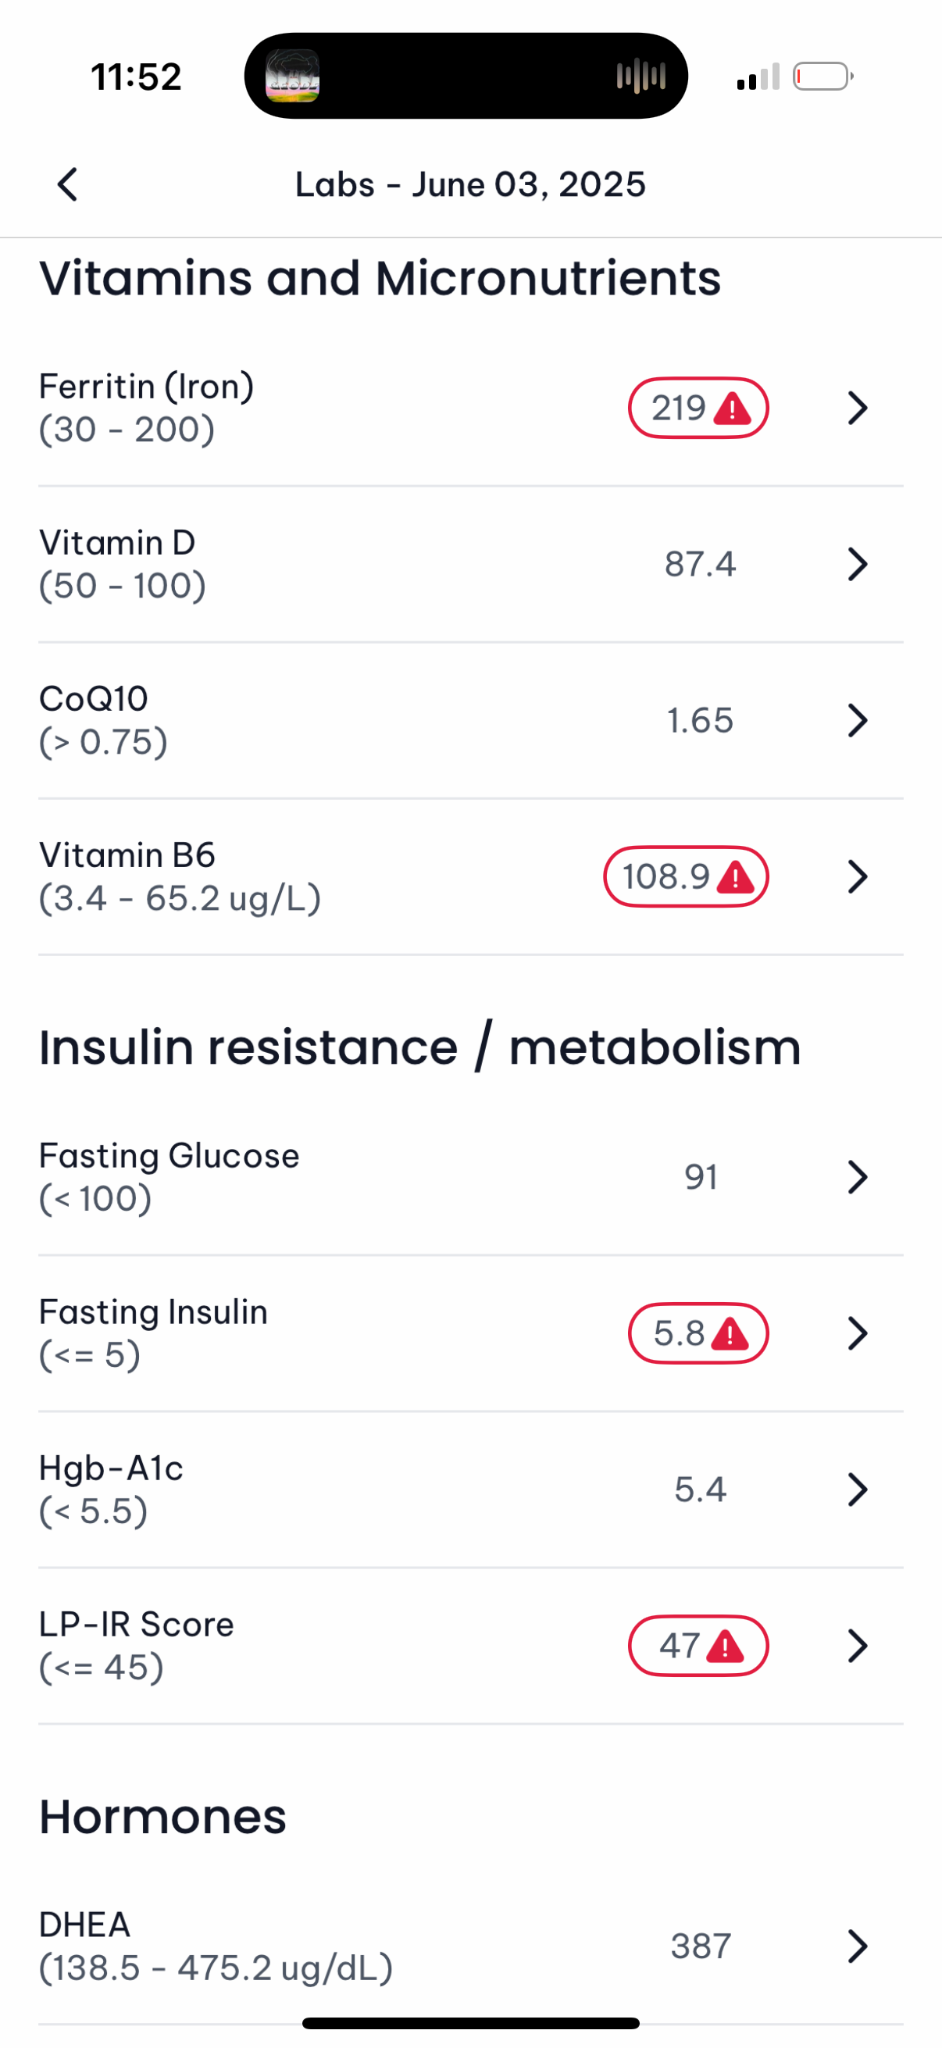 11:52
Labs - June 03, 2025
Vitamins and Micronutrients
Ferritin (Iron)
(30 - 200)
219
Vitamin D
(50 - 100)
87.4
CoQ10
(> 0.75)
1.65
Vitamin B6
(3.4 - 65.2 ug/L)
108.9
Insulin resistance / metabolism
Fasting Glucose
(< 100)
91
Fasting Insulin
(<= 5)
5.8
Hgb-A1c
(< 5.5)
5.4
LP-IR Score
(<= 45)
47
Hormones
DHEA
(138.5 - 475.2 ug/dL)
387